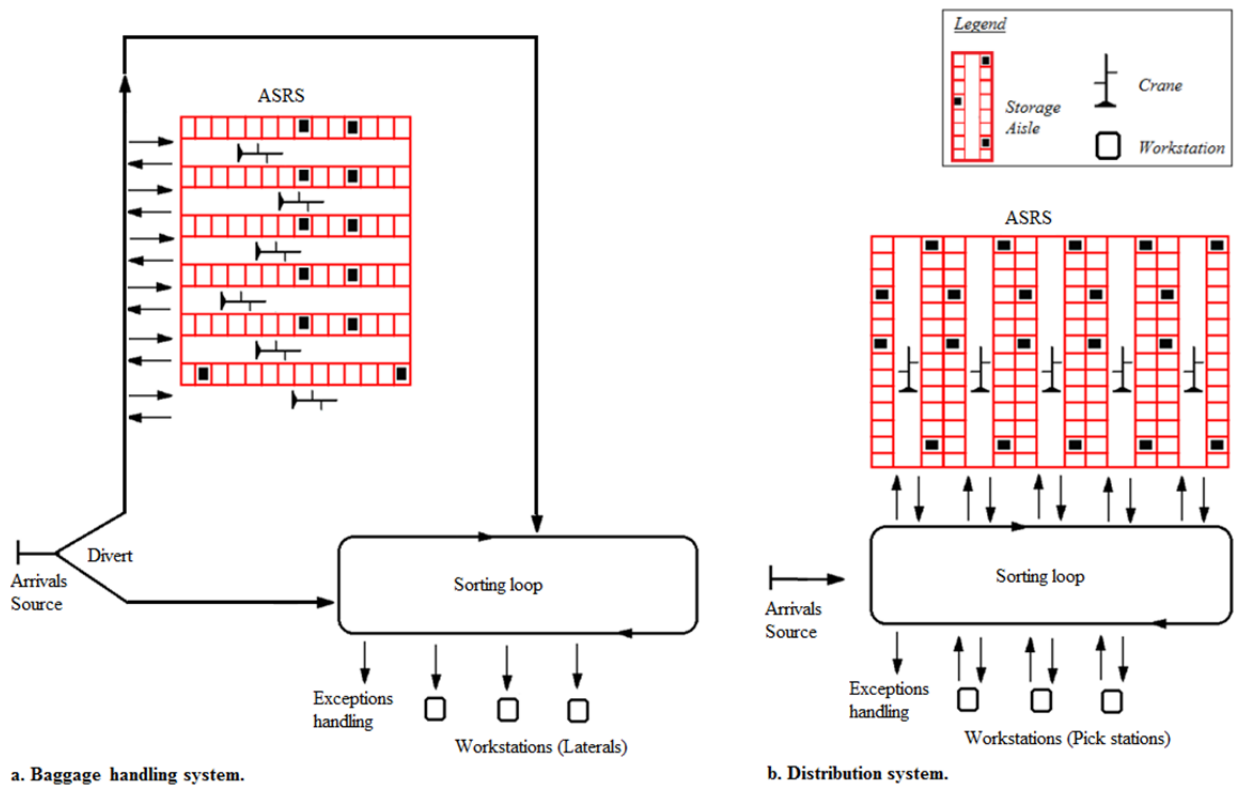 Legend
Storage
Aisle
Crane
Workstation
ASRS
Divert
Arrivals
Source
Sorting loop
Exceptions
handling
Workstations (Laterals)
a. Baggage handling system.
ASRS
Arrivals
Source
Sorting loop
Exceptions
handling
Workstations (Pick stations)
b. Distribution system.